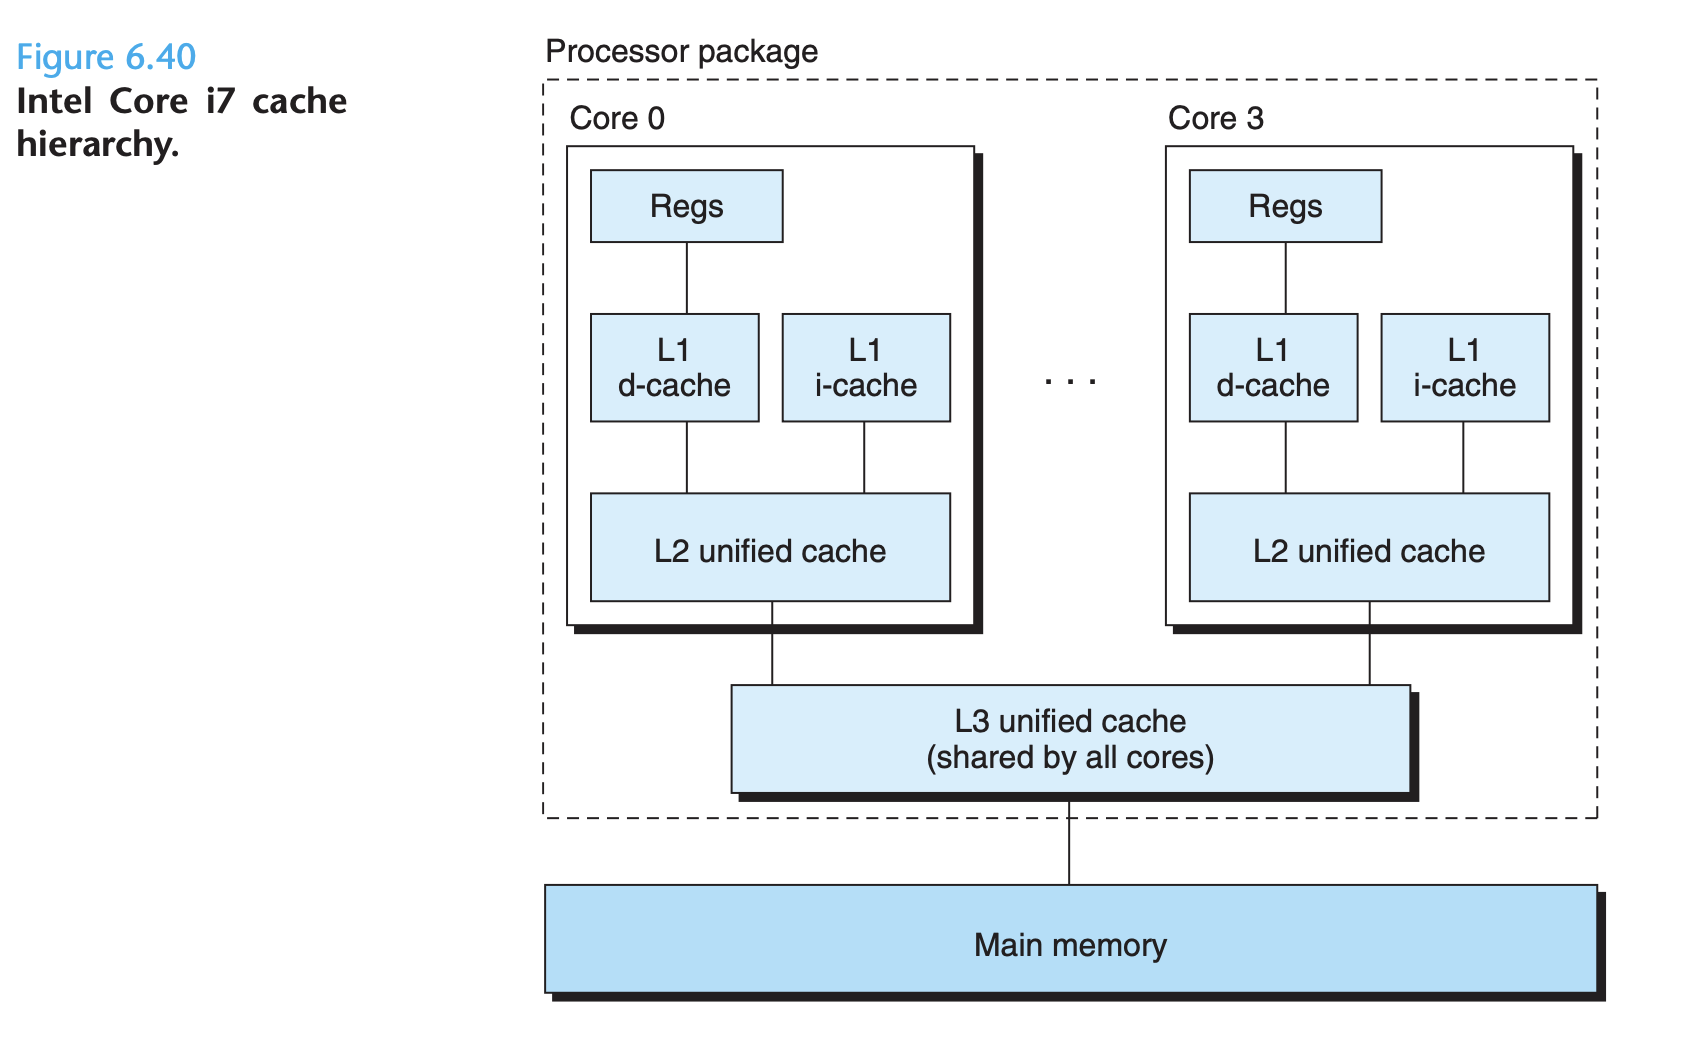 Figure 6.40
Intel Core i7 cache
hierarchy.
Processor package
Core 0
Regs
L1
d-cache
L1
i-cache
L2 unified cache
. . .
Core 3
Regs
L1
d-cache
L1
i-cache
L2 unified cache
L3 unified cache
(shared by all cores)
Main memory